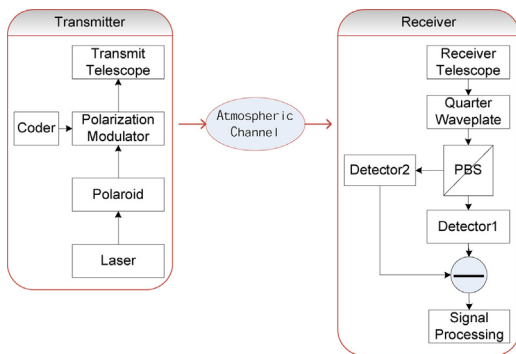 Transmitter
Transmit
Telescope
Coder
Polarization
Modulator
Polaroid
Laser
Atmospheric
Channel
Receiver
Receiver
Telescope
Quarter
Waveplate
Detector2
PBS
Detector1
Signal
Processing